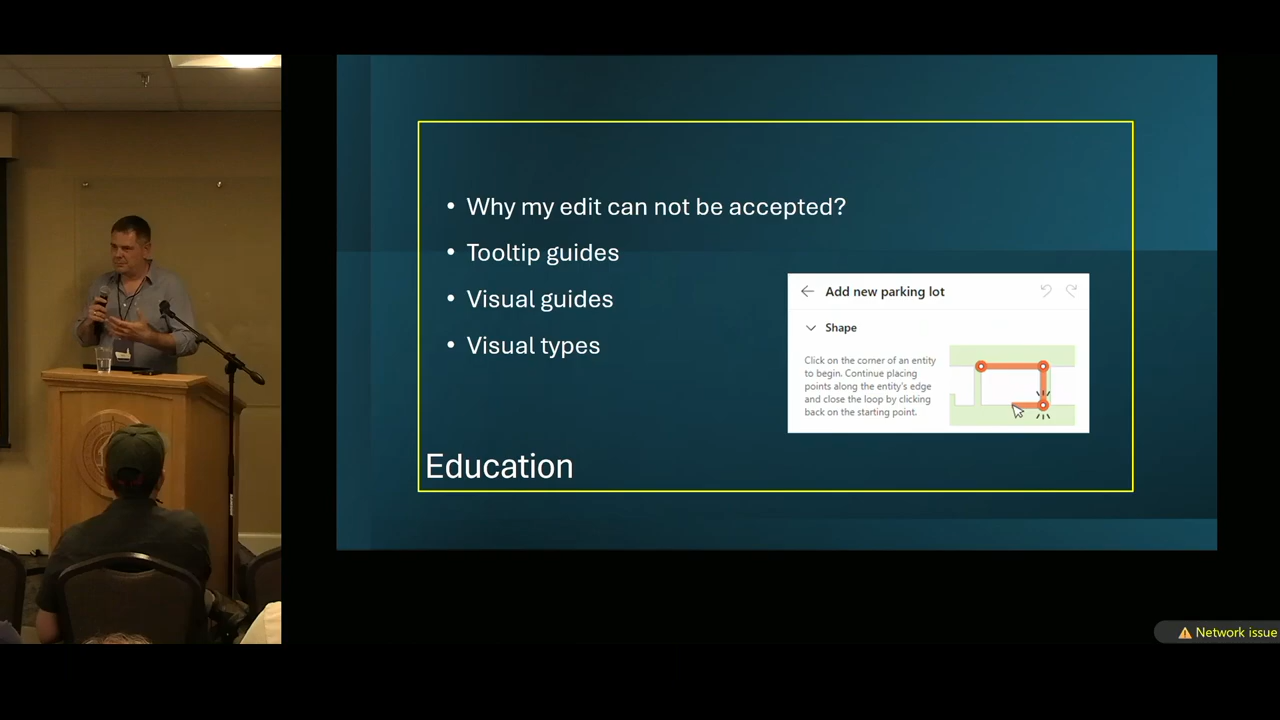 • Why my edit can not be accepted?
• Tooltip guides
• Visual guides
• Visual types
Add new parking lot
Shape
Click on the corner of an entity
to begin. Continue placing
points along the entity's edge
and close the loop by clicking
back on the starting point.
Education
Network issue